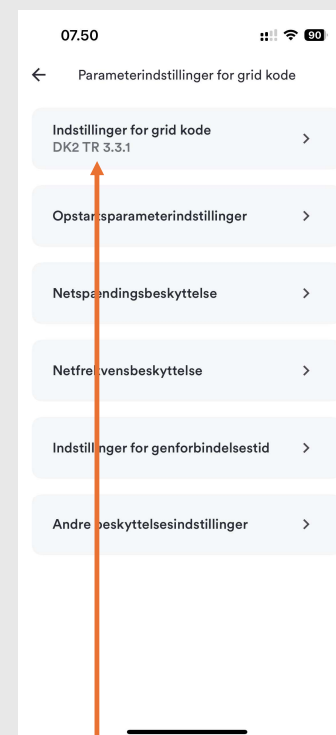 07.50
90
Parameterindstillinger for grid kode
Indstillinger for grid kode
DK2 TR 3.3.1
Opstartsparameterindstillinger
Netspændingsbeskyttelse
Netfrekvensbeskyttelse
Indstillinger for genforbindelsestid
Andre beskyttelsesindstillinger